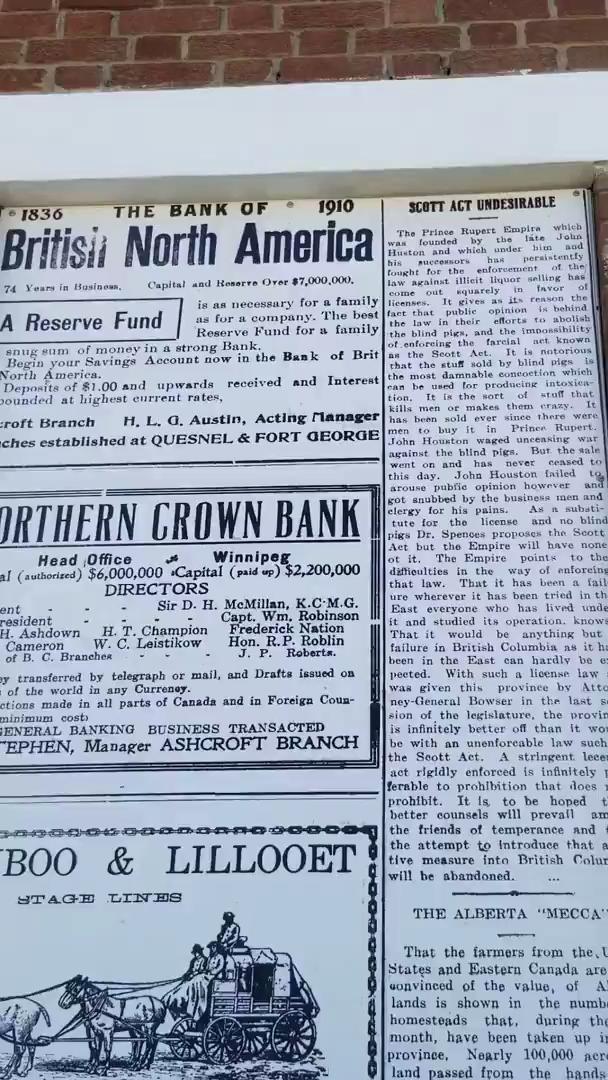 1836 THE BANK OF 1910
British North America
74 Years in Business. Capital and Reserve Over $7,000,000.
A Reserve Fund
is as necessary for a family
as for a company. The best
Reserve Fund for a family
snug sum of money in a strong Bank.
Begin your Savings Account now in the Bank of Brit
North America.
Deposits of $1.00 and upwards received and Interest
pounded at highest current rates,
croft Branch H. L. G. Austin, Acting Manager
ches established at QUESNEL & FORT GEORGE
ORTHERN CROWN BANK
Head Office Winnipeg
al (authorized) $6,000,000 Capital (paid up) $2,200,000
DIRECTORS
ent - - - Sir D. H. McMillan, K.C.M.G.
resident - - - Capt. Wm. Robinson
H. Ashdown H. T. Champion Frederick Nation
Cameron W. C. Leistikow Hon. R.P. Roblin
of B. C. Branches - - - J. P. Roberts.
ey transferred by telegraph or mail, and Drafts issued on
of the world in any Currency.
ctions made in all parts of Canada and in Foreign Coun-
minimum cost)
GENERAL BANKING BUSINESS TRANSACTED
TEPHEN, Manager ASHCROFT BRANCH
BOO & LILLOOET
STAGE LINES
SCOTT ACT UNDESIRABLE
The Prince Rupert Empire which
was founded by the late John
Huston and which under him and
his successors has persistently
fought for the enforcement of the
law against illicit liquor selling has
come out squarely in favor of
licenses. It gives as its reason the
fact that public opinion is behind
the law in their efforts to abolish
the blind pigs, and the impossibility
of enforcing the farcial act known
as the Scott Act. It is notorious
that the stuff sold by blind pigs is
the most damnable concoction which
can be used for producing intoxica-
tion. It is the sort of stuff that
kills men or makes them crazy. It
has been sold ever since there were
men to buy it in Prince Rupert.
John Houston waged unceasing war
against the blind pigs. But the sale
went on and has never ceased to
this day. John Houston failed to
arouse public opinion however and
got snubbed by the business men and
clergy for his pains. As a substi-
tute for the license and no blind
pigs Dr. Spences proposes the Scott
Act but the Empire will have none
ot it. The Empire points to the
difficulties in the way of enforcing
that law. That it has been a fail
ure wherever it has been tried in th
East everyone who has lived unde
it and studied its operation. knows
That it would be anything but
failure in British Columbia as it ha
been in the East can hardly be e
pected. With such a license law
was given this province by Atto
ney-General Bowser in the last se
sion of the legislature, the provin
is infinitely better off than it wou
be with an unenforcable law such
the Scott Act. A stringent lice
act rigidly enforced is infinitely
ferable to prohibition that does
prohibit. It is to be hoped t
better counsels will prevail am
the friends of temperance and
the attempt to introduce that a
tive measure into British Colum
will be abandoned. ...
THE ALBERTA "MECCA"
That the farmers from the U
States and Eastern Canada are
convinced of the value, of Al
lands is shown in the numbe
homesteads that, during the
month, have been taken up in
province. Nearly 100,000 acre
land passed from the hands